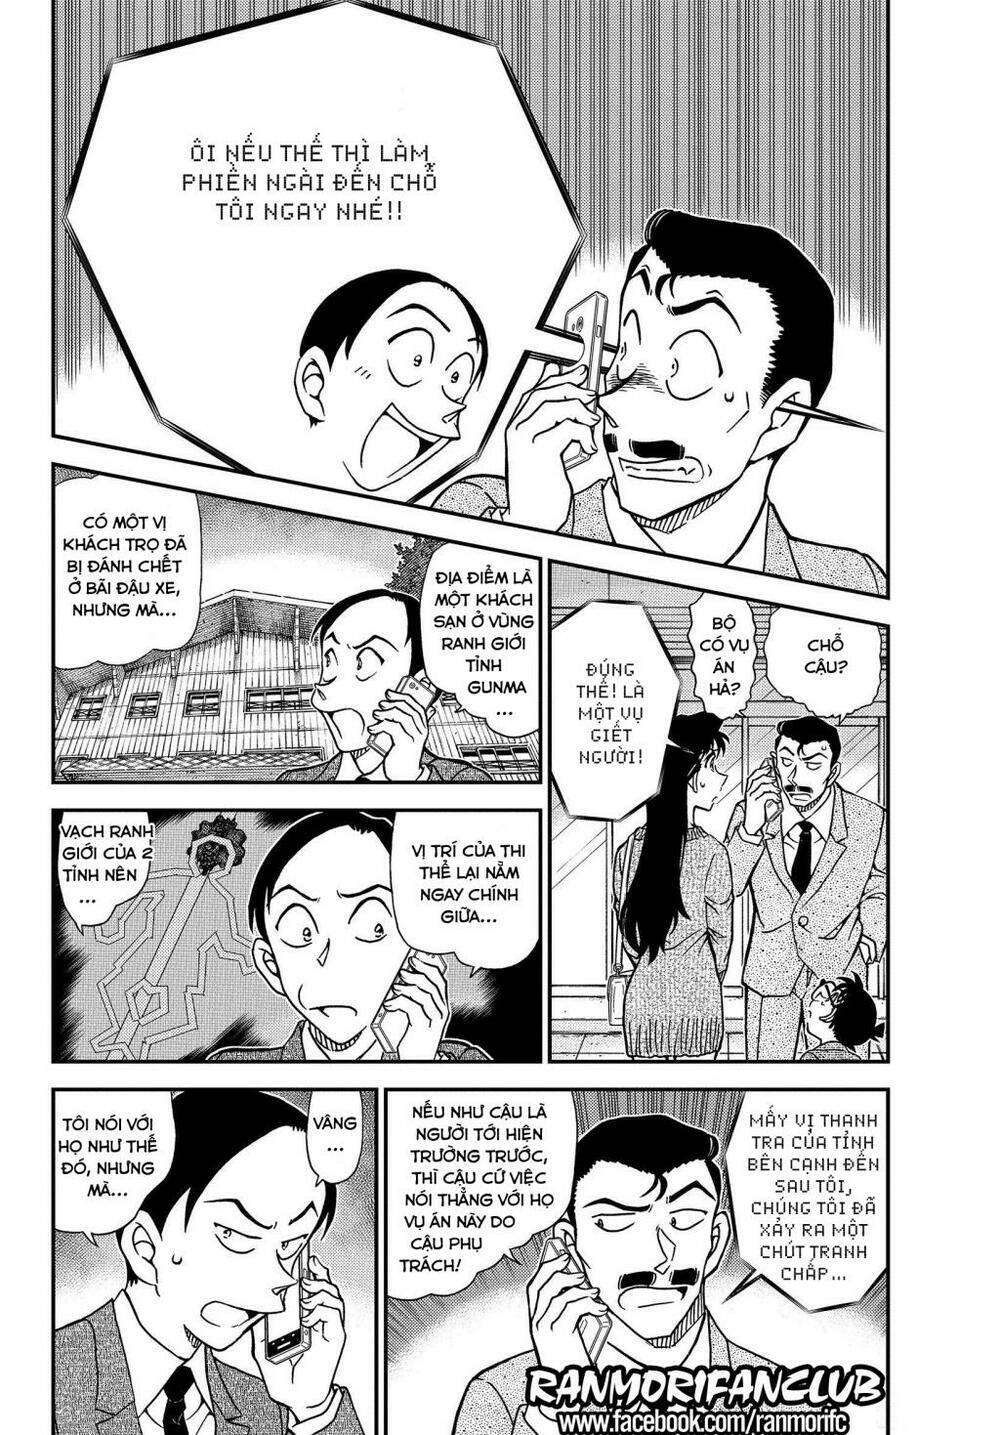 ÔI NẾU THẾ THÌ LÀM
PHIỀN NGÀI ĐẾN CHỖ
TÔI NGAY NHÉ!!
CHỖ
CẬU?
BỘ
CÓ VỤ
ÁN
HẢ?
ĐÚNG
THẾ! LÀ
MỘT VỤ
GIẾT
NGƯỜI!
ĐỊA ĐIỂM LÀ
MỘT KHÁCH
SẠN Ở VÙNG
RANH GIỚI
TỈNH
GUNMA
...
CÓ MỘT VỊ
KHÁCH TRỌ ĐÃ
BỊ ĐÁNH CHẾT
Ở BÃI ĐẬU XE,
NHƯNG MÀ...
VỊ TRÍ CỦA THI
THỂ LẠI NẰM
NGAY CHÍNH
GIỮA...
VẠCH RANH
GIỚI CỦA 2
TỈNH NÊN
...
MẤY VỊ THANH
TRA CỦA TỈNH
BÊN CẠNH ĐẾN
SAU TÔI,
CHÚNG TÔI ĐÃ
XẢY RA MỘT
CHÚT TRANH
CHẤP...
NẾU NHƯ CẬU LÀ
NGƯỜI TỚI HIỆN
TRƯỜNG TRƯỚC,
THÌ CẬU CỨ VIỆC
NÓI THẲNG VỚI HỌ
VỤ ÁN NÀY DO
CẬU PHỤ
TRÁCH!
VÂNG
...
TÔI NÓI VỚI
HỌ NHƯ THẾ
ĐÓ, NHƯNG
MÀ...
RANMORIFANCLUB
www.facebook.com/ranmorifc